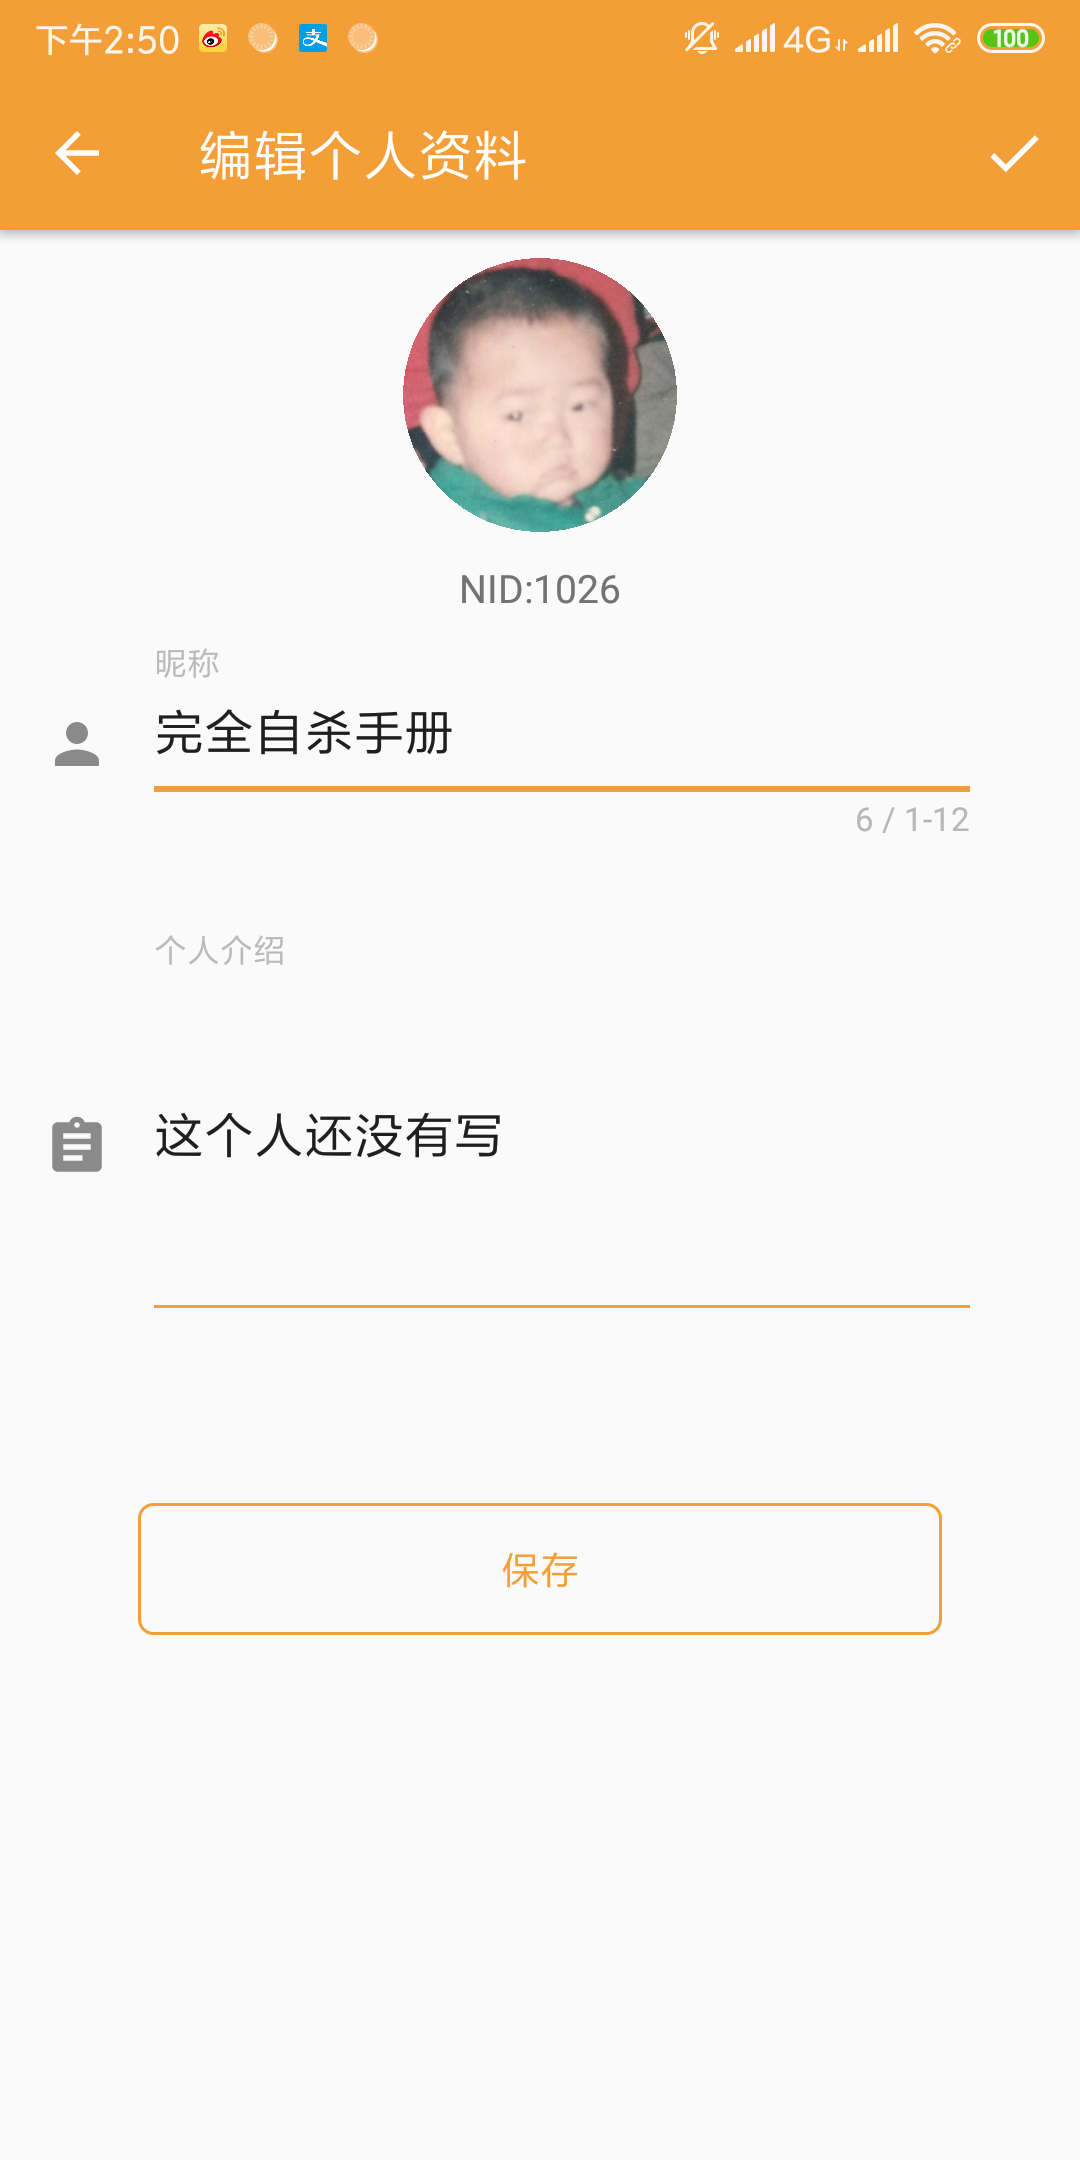 下午2:50
4G
100
编辑个人资料
NID:1026
昵称
完全自杀手册
6 / 1-12
个人介绍
这个人还没有写
保存